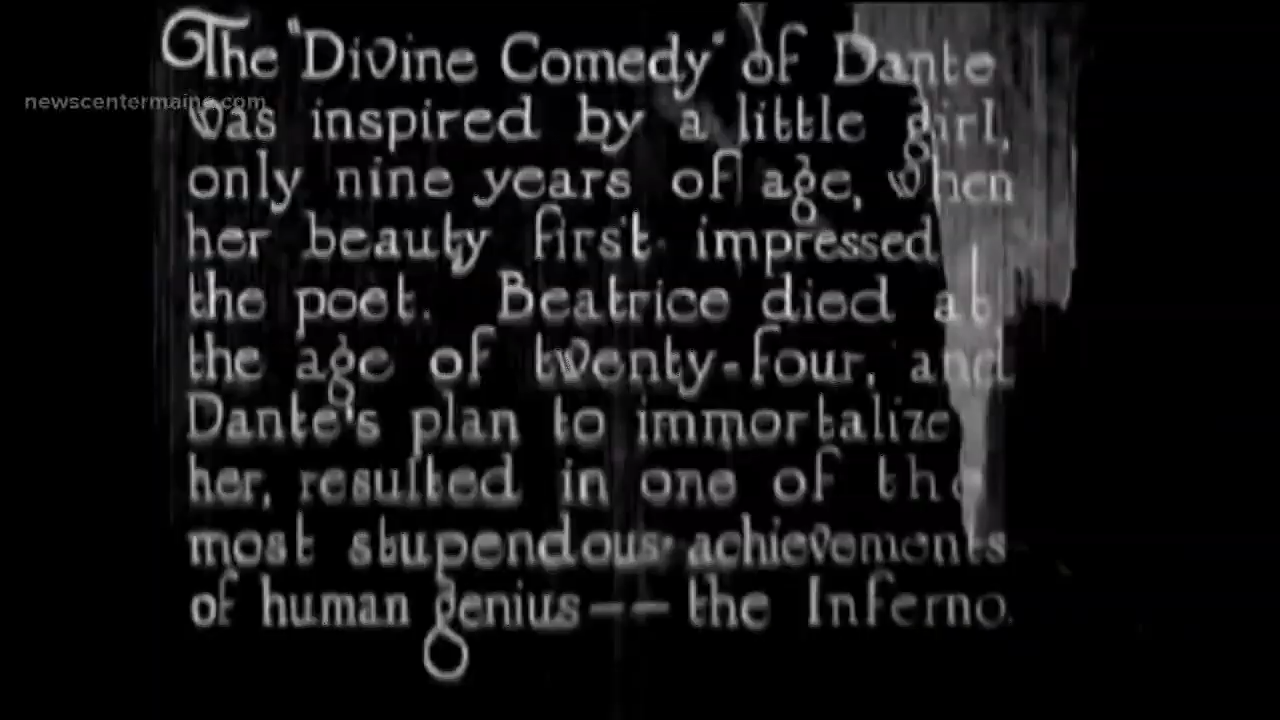 The "Divine Comedy" of Dante
newscentermaine.com
was inspired by a little girl,
only nine years of age, when
her beauty first impressed
the poet. Beatrice died at
the age of twenty-four, and
Dante's plan to immortalize
her, resulted in one of the
most stupendous achievements
of human genius -- the Inferno.